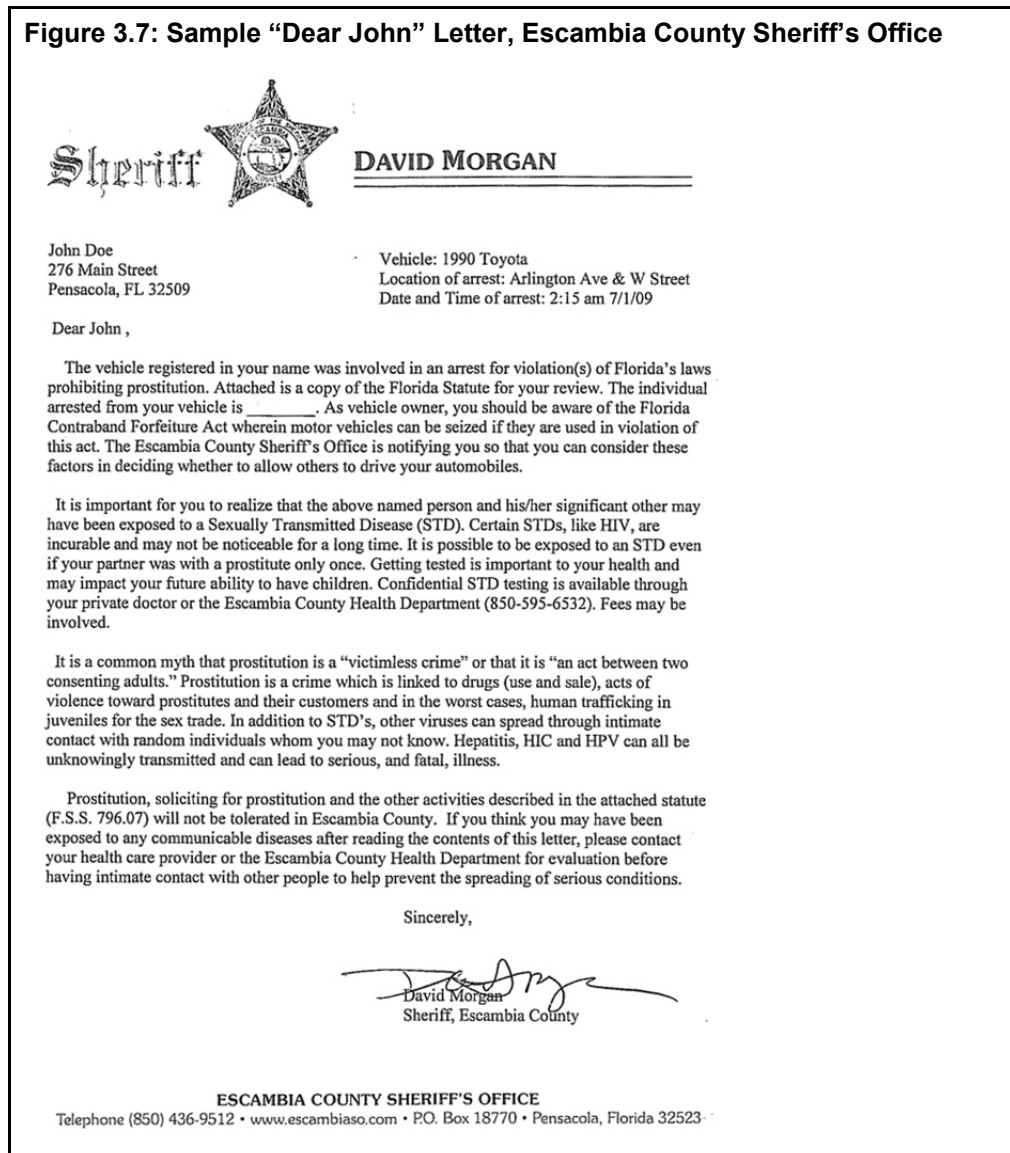 Figure 3.7: Sample “Dear John” Letter, Escambia County Sheriff’s Office
Sheriff
ESCAMBIA
COUNTY
DAVID MORGAN
John Doe
276 Main Street
Pensacola, FL 32509
Vehicle: 1990 Toyota
Location of arrest: Arlington Ave & W Street
Date and Time of arrest: 2:15 am 7/1/09
Dear John ,
The vehicle registered in your name was involved in an arrest for violation(s) of Florida's laws
prohibiting prostitution. Attached is a copy of the Florida Statute for your review. The individual
arrested from your vehicle is ________. As vehicle owner, you should be aware of the Florida
Contraband Forfeiture Act wherein motor vehicles can be seized if they are used in violation of
this act. The Escambia County Sheriff's Office is notifying you so that you can consider these
factors in deciding whether to allow others to drive your automobiles.
It is important for you to realize that the above named person and his/her significant other may
have been exposed to a Sexually Transmitted Disease (STD). Certain STDs, like HIV, are
incurable and may not be noticeable for a long time. It is possible to be exposed to an STD even
if your partner was with a prostitute only once. Getting tested is important to your health and
may impact your future ability to have children. Confidential STD testing is available through
your private doctor or the Escambia County Health Department (850-595-6532). Fees may be
involved.
It is a common myth that prostitution is a “victimless crime” or that it is “an act between two
consenting adults.” Prostitution is a crime which is linked to drugs (use and sale), acts of
violence toward prostitutes and their customers and in the worst cases, human trafficking in
juveniles for the sex trade. In addition to STD's, other viruses can spread through intimate
contact with random individuals whom you may not know. Hepatitis, HIC and HPV can all be
unknowingly transmitted and can lead to serious, and fatal, illness.
Prostitution, soliciting for prostitution and the other activities described in the attached statute
(F.S.S. 796.07) will not be tolerated in Escambia County.  If you think you may have been
exposed to any communicable diseases after reading the contents of this letter, please contact
your health care provider or the Escambia County Health Department for evaluation before
having intimate contact with other people to help prevent the spreading of serious conditions.
Sincerely,
David Morgan
Sheriff, Escambia County
ESCAMBIA COUNTY SHERIFF'S OFFICE
Telephone (850) 436-9512 • www.escambiaso.com • P.O. Box 18770 • Pensacola, Florida 32523